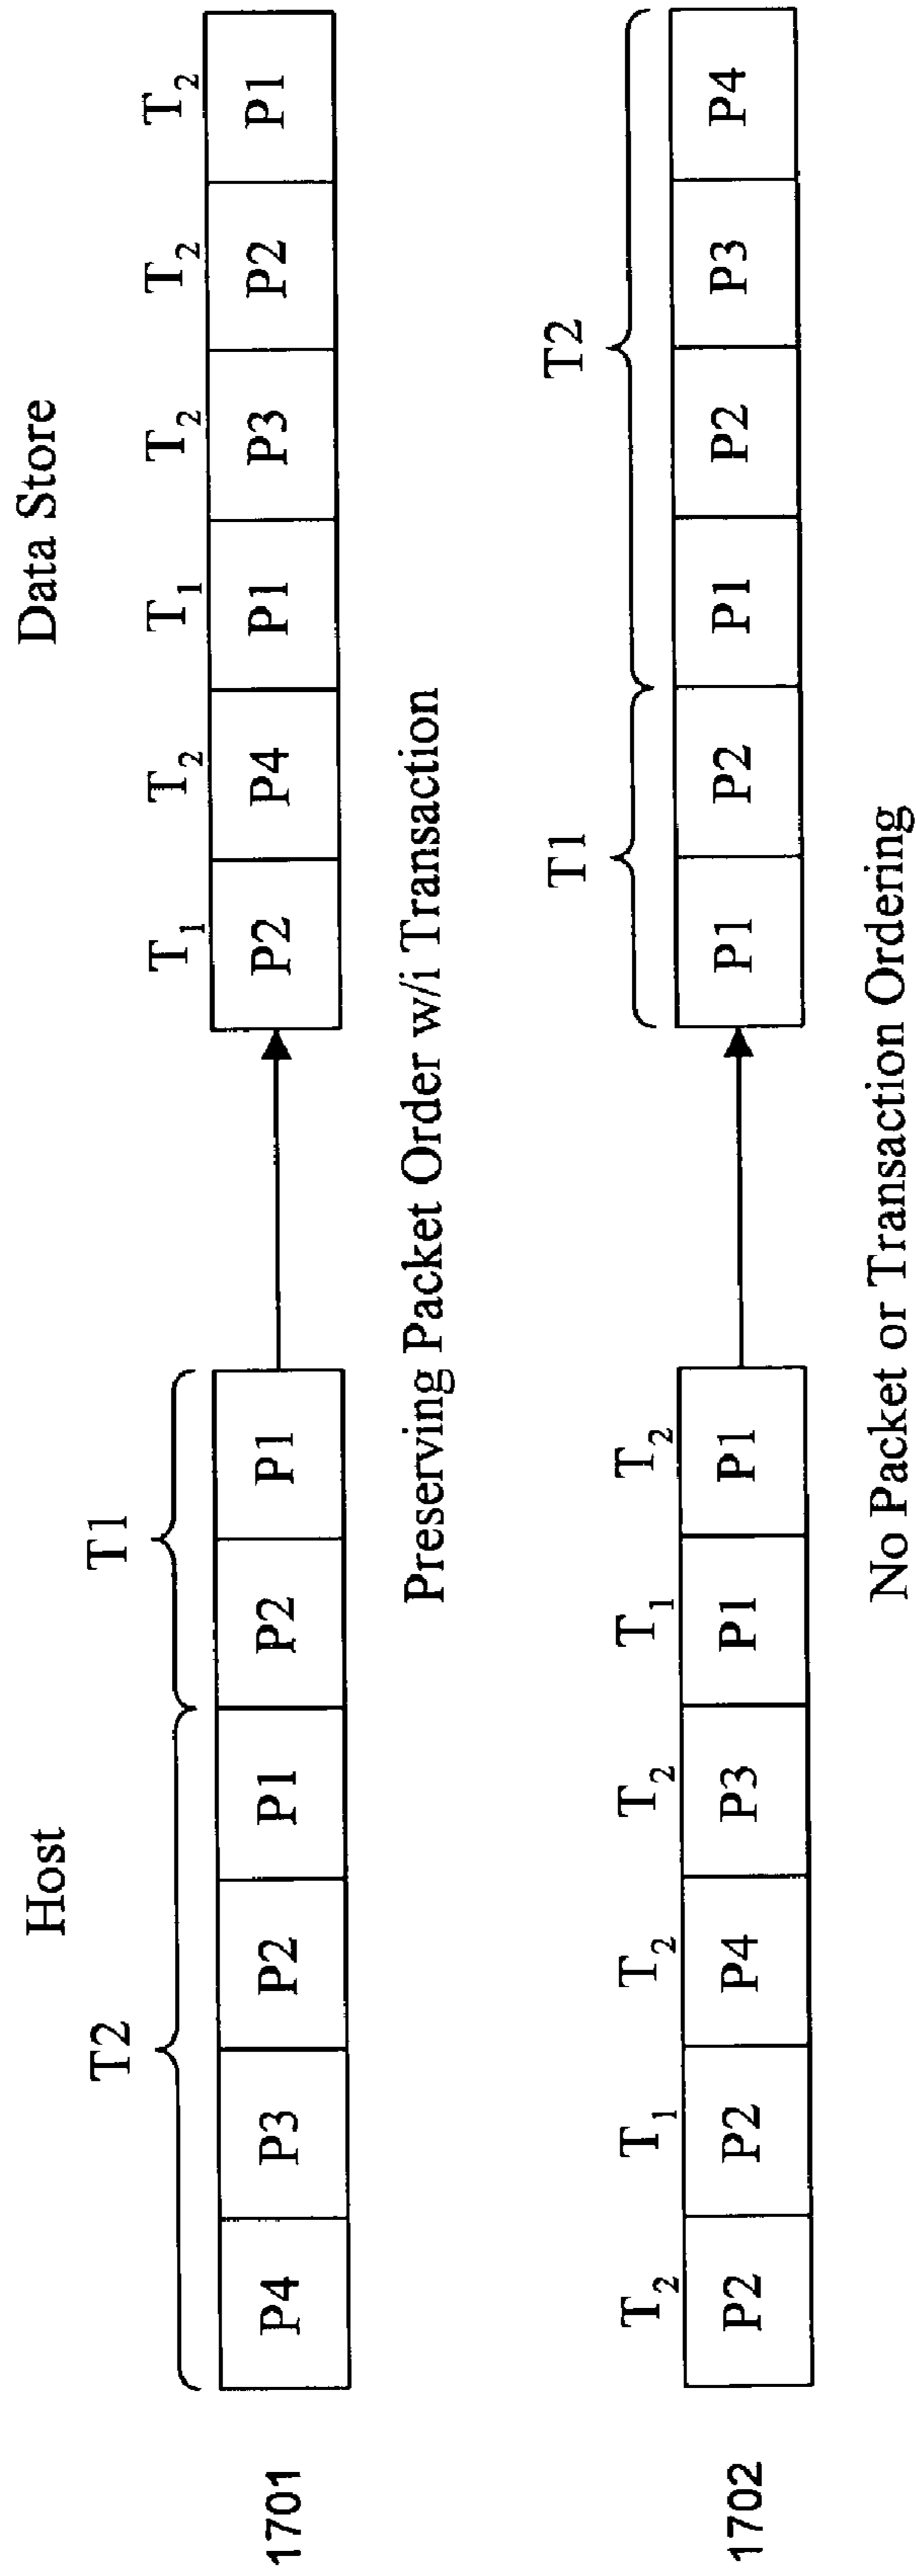 Host
Data Store
T2
T1
T1 T2 T1 T2 T2 T2
1701
P4 P3 P2 P1 P2 P1
P2 P4 P1 P3 P2 P1
Preserving Packet Order w/i Transaction
T2 T1 T2 T2 T1 T2
T1
T2
1702
P2 P2 P4 P3 P1 P1
P1 P2 P1 P2 P3 P4
No Packet or Transaction Ordering